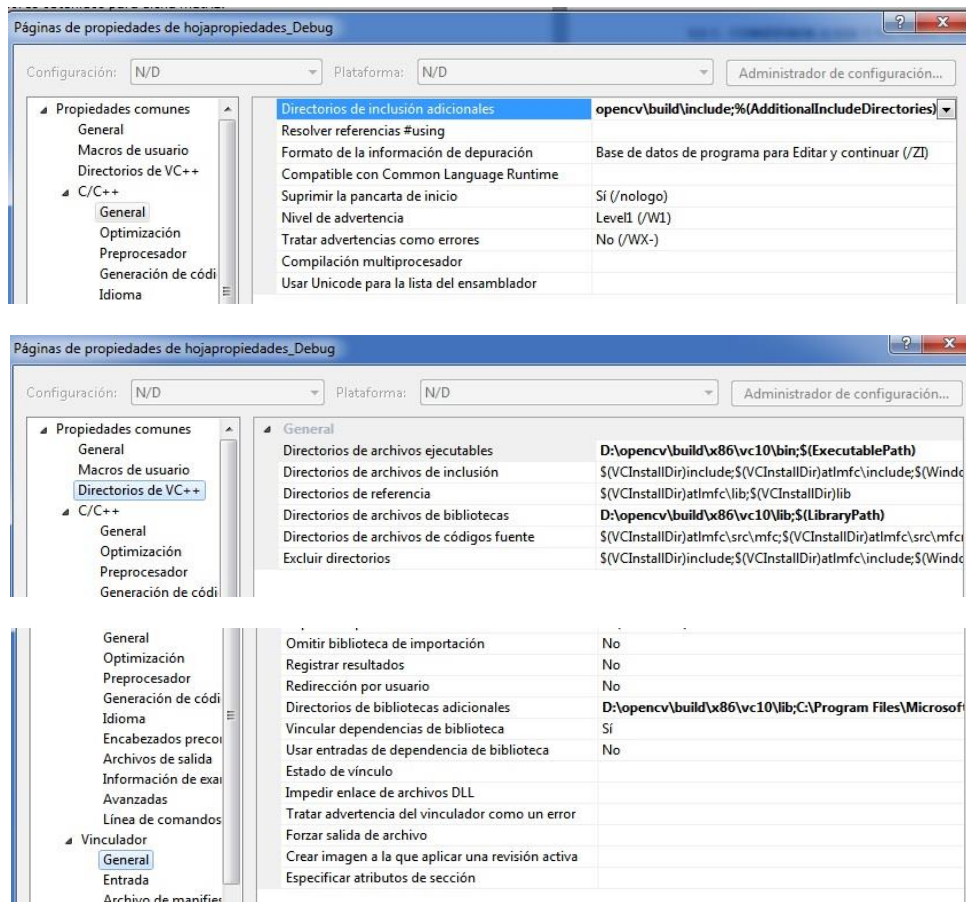 Páginas de propiedades de hojapropiedades_Debug
Configuración: N/D Plataforma: N/D Administrador de configuración...
Propiedades comunes
General
Macros de usuario
Directorios de VC++
C/C++
General
Optimización
Preprocesador
Generación de códi
Idioma
Directorios de inclusión adicionales opencv\build\include;%(AdditionalIncludeDirectories)
Resolver referencias #using
Formato de la información de depuración Base de datos de programa para Editar y continuar (/ZI)
Compatible con Common Language Runtime
Suprimir la pancarta de inicio Sí (/nologo)
Nivel de advertencia Level1 (/W1)
Tratar advertencias como errores No (/WX-)
Compilación multiprocesador
Usar Unicode para la lista del ensamblador
Páginas de propiedades de hojapropiedades_Debug
Configuración: N/D Plataforma: N/D Administrador de configuración...
Propiedades comunes
General
Macros de usuario
Directorios de VC++
C/C++
General
Optimización
Preprocesador
Generación de códi
General
Directorios de archivos ejecutables D:\opencv\build\x86\vc10\bin;$(ExecutablePath)
Directorios de archivos de inclusión $(VCInstallDir)include;$(VCInstallDir)atlmfc\include;$(Windo
Directorios de referencia $(VCInstallDir)atlmfc\lib;$(VCInstallDir)lib
Directorios de archivos de bibliotecas D:\opencv\build\x86\vc10\lib;$(LibraryPath)
Directorios de archivos de códigos fuente $(VCInstallDir)atlmfc\src\mfc;$(VCInstallDir)atlmfc\src\mfc
Excluir directorios $(VCInstallDir)include;$(VCInstallDir)atlmfc\include;$(Windo
General
Optimización
Preprocesador
Generación de códi
Idioma
Encabezados preco
Archivos de salida
Información de exa
Avanzadas
Línea de comandos
Vinculador
General
Entrada
Archivo de manifies
Omitir biblioteca de importación No
Registrar resultados No
Redirección por usuario No
Directorios de bibliotecas adicionales D:\opencv\build\x86\vc10\lib;C:\Program Files\Microsoft
Vincular dependencias de biblioteca Sí
Usar entradas de dependencia de biblioteca No
Estado de vínculo
Impedir enlace de archivos DLL
Tratar advertencia del vinculador como un error
Forzar salida de archivo
Crear imagen a la que aplicar una revisión activa
Especificar atributos de sección